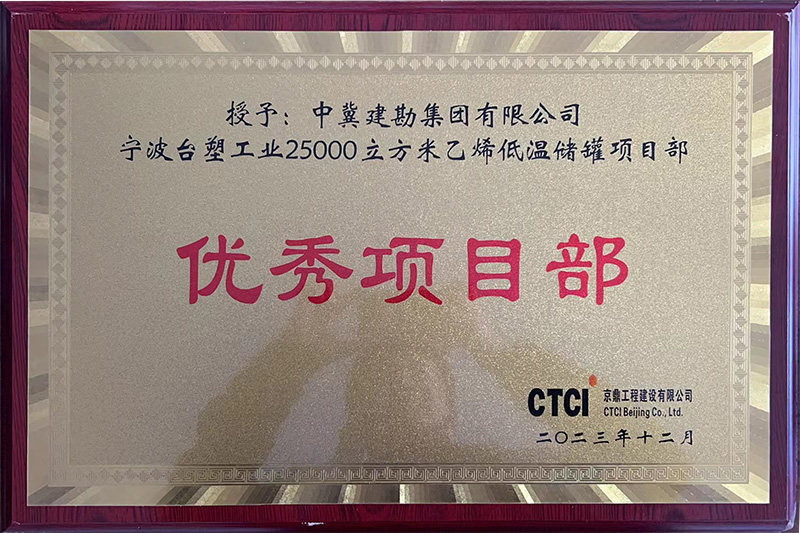 授予：中冀建勘集团有限公司
宁波台塑工业25000立方米乙烯低温储罐项目部
优秀项目部
CTCI 京鼎工程建设有限公司
CTCI Beijing Co., Ltd.
二〇二三年十二月